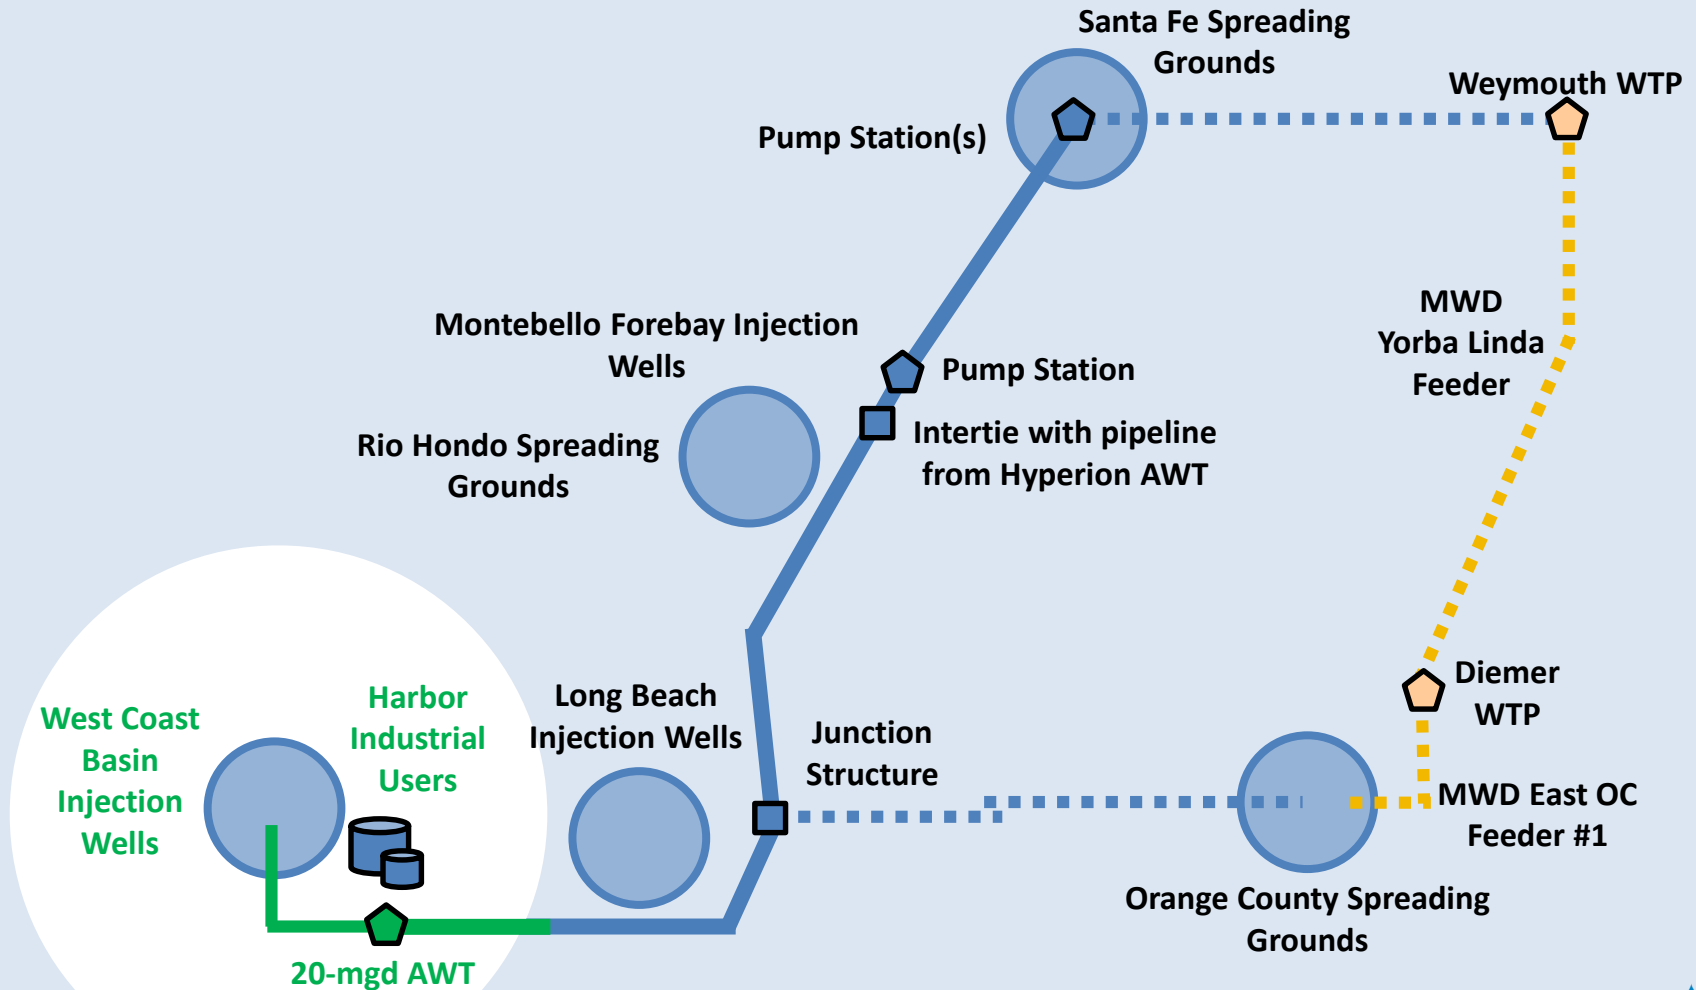 Santa Fe Spreading
Grounds
Weymouth WTP
Pump Station(s)
MWD
Yorba Linda
Feeder
Montebello Forebay Injection
Wells
Pump Station
Intertie with pipeline
from Hyperion AWT
Rio Hondo Spreading
Grounds
Diemer
WTP
Long Beach
Injection Wells
Harbor
Industrial
Users
West Coast
Basin
Injection
Wells
Junction
Structure
MWD East OC
Feeder #1
Orange County Spreading
Grounds
20-mgd AWT